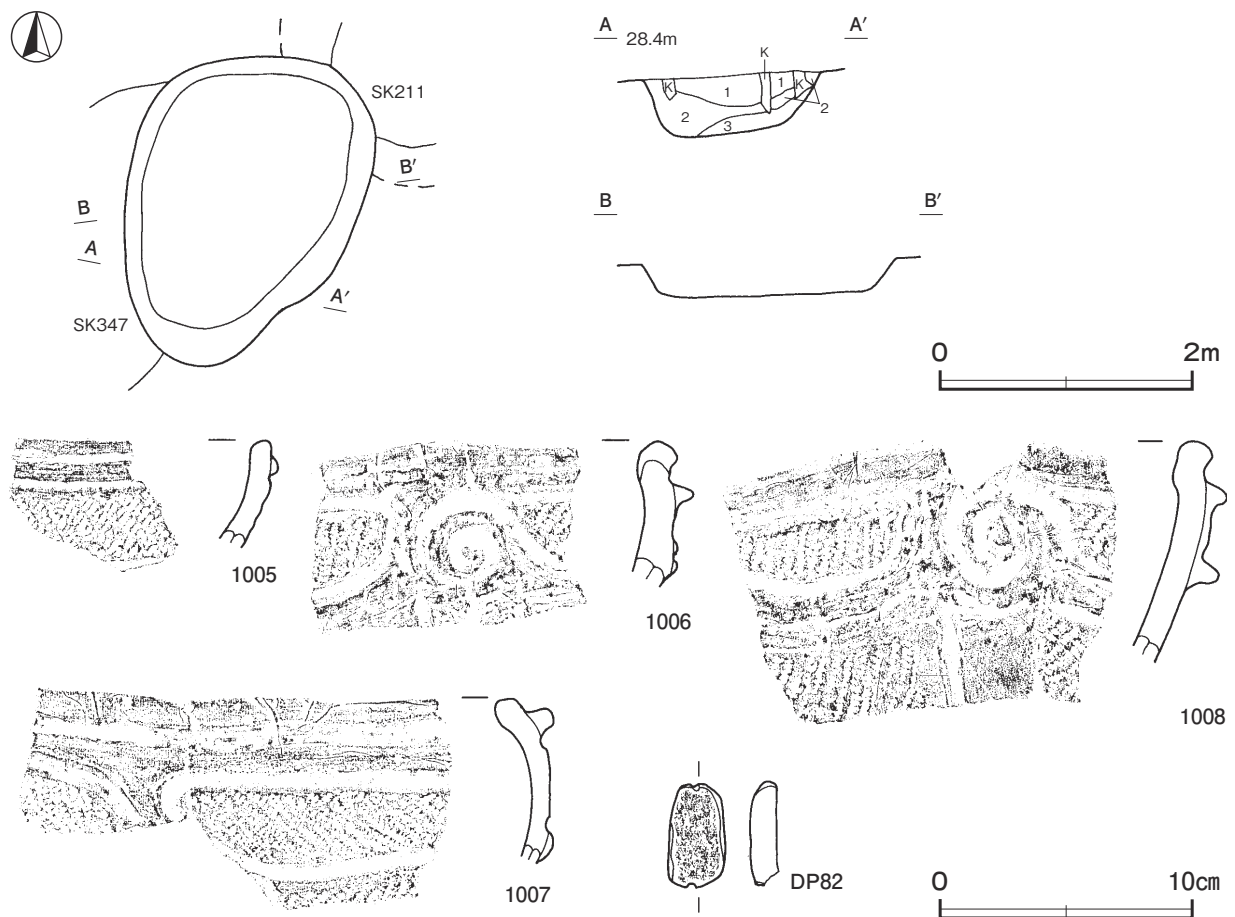 A A′
28.4m
K
K 1 1 K
2 2
3
SK211
B′
B
A
A′
SK347
B B′
0 2m
1005
1006
1008
1007
DP82
0 10cm